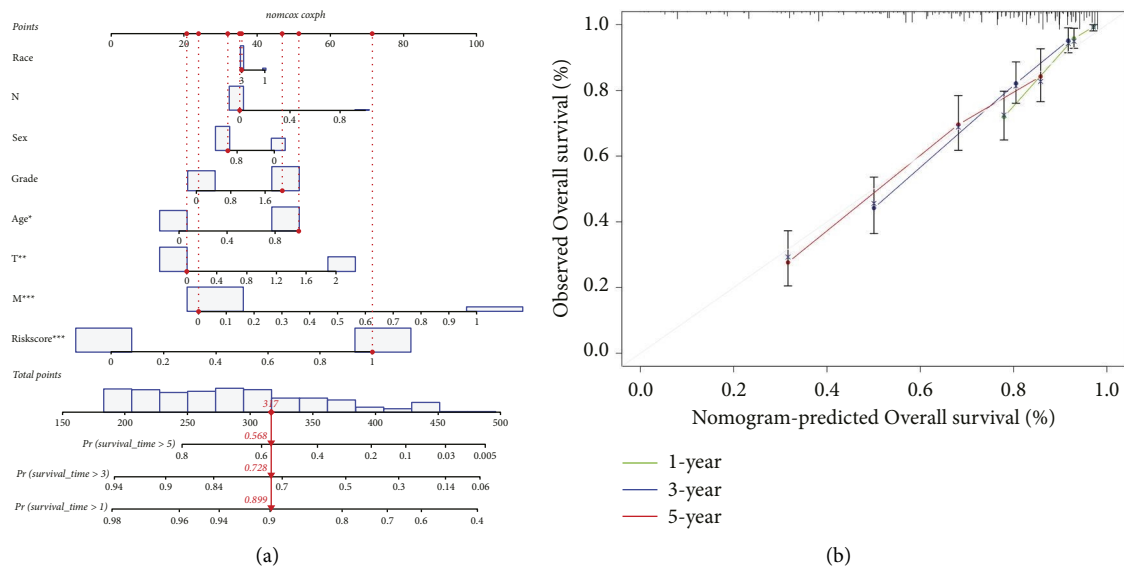 nomcox coxph
Points
0 20 40 60 80 100
Race
3 1
N
0 0.4 0.8
Sex
0.8 0
Grade
0 0.8 1.6
Age*
0 0.4 0.8
T**
0 0.4 0.8 1.2 1.6 2
M***
0 0.1 0.2 0.3 0.4 0.5 0.6 0.7 0.8 0.9 1
Riskscore***
0 0.2 0.4 0.6 0.8 1
Total points
317
150 200 250 300 350 400 450 500
0.568
Pr (survival_time > 5)
0.8 0.6 0.4 0.2 0.1 0.03 0.005
0.728
Pr (survival_time > 3)
0.94 0.9 0.84 0.7 0.5 0.3 0.14 0.06
0.899
Pr (survival_time > 1)
0.98 0.96 0.94 0.9 0.8 0.7 0.6 0.4
(a)
Observed Overall survival (%)
1.0
0.8
0.6
0.4
0.2
0.0
0.0 0.2 0.4 0.6 0.8 1.0
Nomogram-predicted Overall survival (%)
1-year
3-year
5-year
(b)